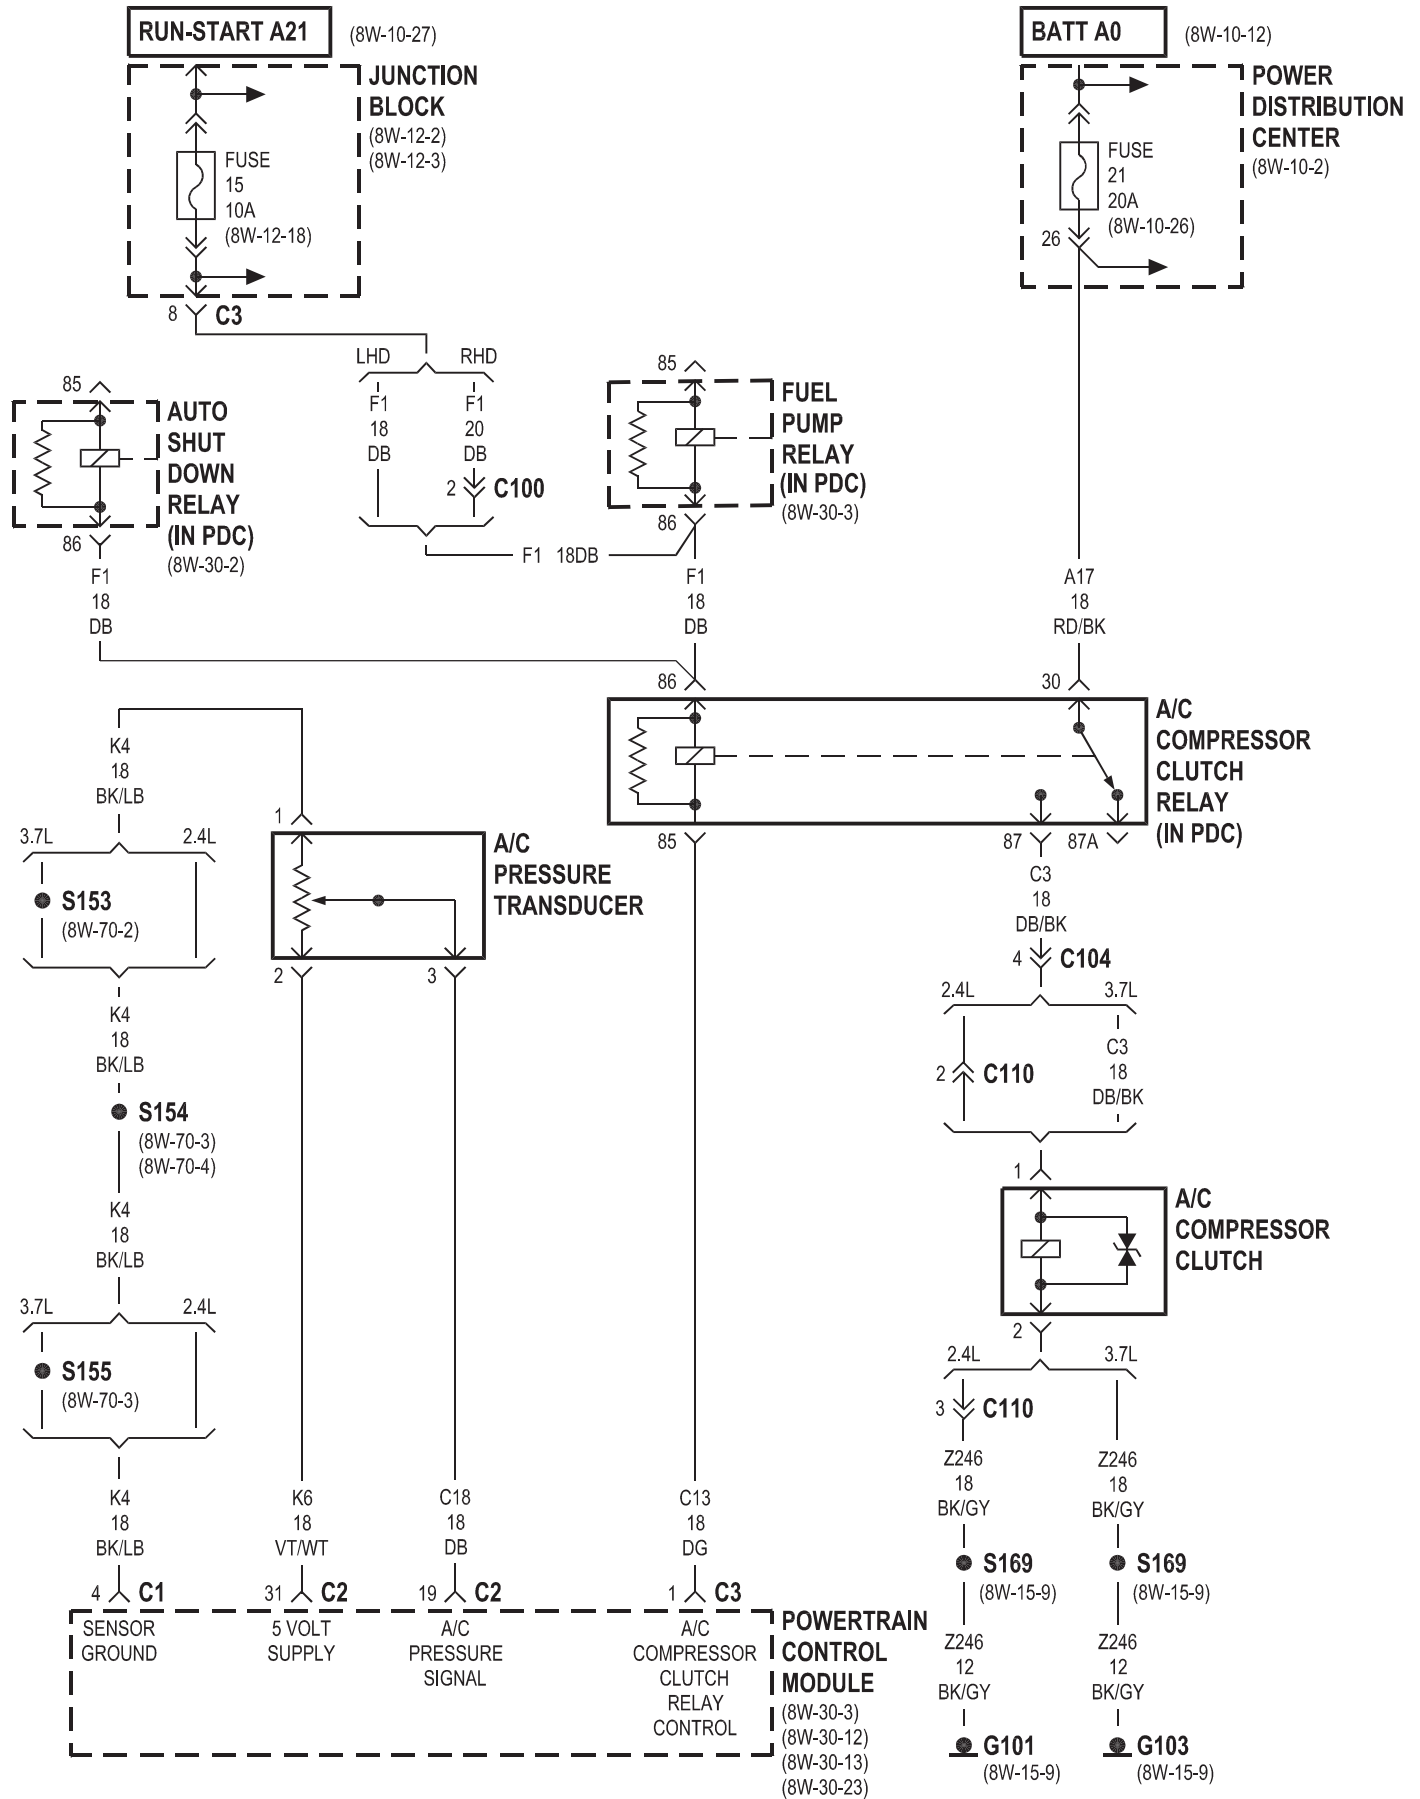 RUN-START A21
(8W-10-27)
BATT A0
(8W-10-12)
JUNCTION
BLOCK
(8W-12-2)
(8W-12-3)
FUSE
15
10A
(8W-12-18)
8
C3
POWER
DISTRIBUTION
CENTER
(8W-10-2)
FUSE
21
20A
(8W-10-26)
26
LHD
RHD
F1
18
DB
F1
20
DB
2
C100
85
AUTO
SHUT
DOWN
RELAY
(IN PDC)
(8W-30-2)
86
F1
18
DB
85
FUEL
PUMP
RELAY
(IN PDC)
(8W-30-3)
86
F1 18DB
F1
18
DB
A17
18
RD/BK
86
30
A/C
COMPRESSOR
CLUTCH
RELAY
(IN PDC)
85
87
87A
K4
18
BK/LB
3.7L
2.4L
S153
(8W-70-2)
1
A/C
PRESSURE
TRANSDUCER
2
3
K4
18
BK/LB
S154
(8W-70-3)
(8W-70-4)
K4
18
BK/LB
3.7L
2.4L
S155
(8W-70-3)
C3
18
DB/BK
4
C104
2.4L
3.7L
2
C110
C3
18
DB/BK
1
A/C
COMPRESSOR
CLUTCH
2
2.4L
3.7L
3
C110
Z246
18
BK/GY
Z246
18
BK/GY
S169
(8W-15-9)
S169
(8W-15-9)
Z246
12
BK/GY
Z246
12
BK/GY
G101
(8W-15-9)
G103
(8W-15-9)
K4
18
BK/LB
K6
18
VT/WT
C18
18
DB
C13
18
DG
4
C1
31
C2
19
C2
1
C3
SENSOR
GROUND
5 VOLT
SUPPLY
A/C
PRESSURE
SIGNAL
A/C
COMPRESSOR
CLUTCH
RELAY
CONTROL
POWERTRAIN
CONTROL
MODULE
(8W-30-3)
(8W-30-12)
(8W-30-13)
(8W-30-23)